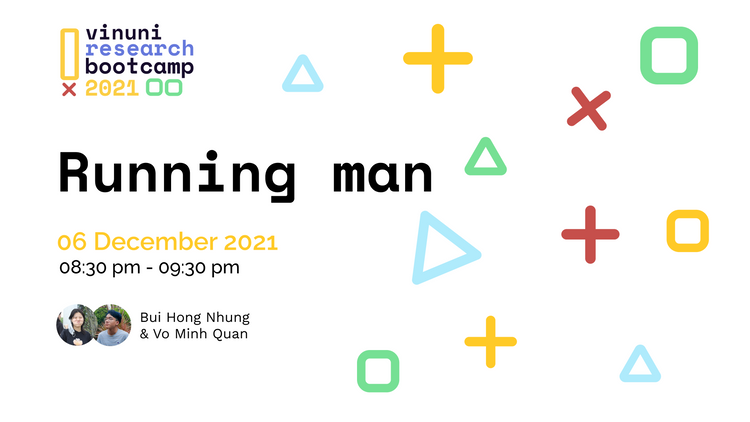 vinuni
research
bootcamp
2021
Running man
06 December 2021
08:30 pm - 09:30 pm
Bui Hong Nhung
& Vo Minh Quan